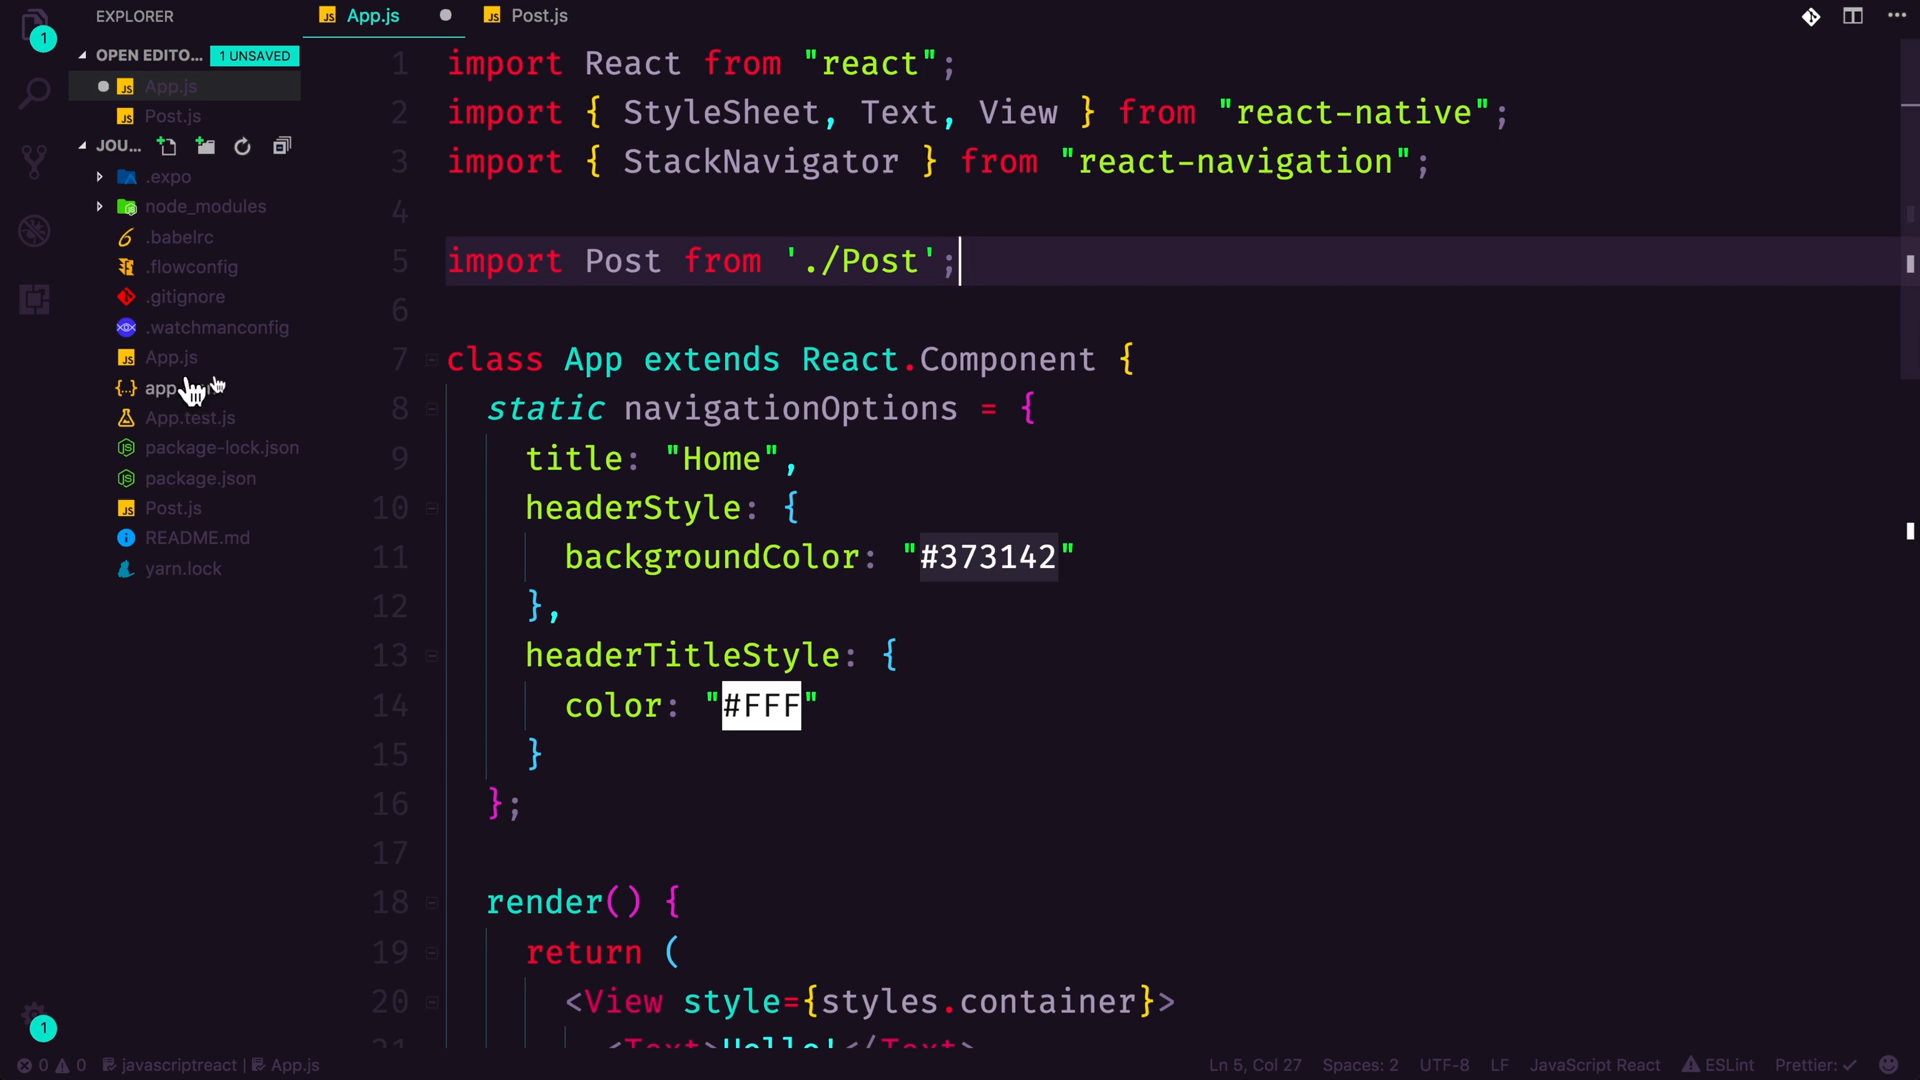 1
EXPLORER
OPEN EDITO... 1 UNSAVED
App.js
Post.js
JOU...
.expo
node_modules
.babelrc
.flowconfig
.gitignore
.watchmanconfig
App.js
app
App.test.js
package-lock.json
package.json
Post.js
README.md
yarn.lock
1
App.js Post.js
1 import React from "react";
2 import { StyleSheet, Text, View } from "react-native";
3 import { StackNavigator } from "react-navigation";
4
5 import Post from './Post';
6
7 class App extends React.Component {
8 static navigationOptions = {
9 title: "Home",
10 headerStyle: {
11 backgroundColor: "#373142"
12 },
13 headerTitleStyle: {
14 color: "#FFF"
15 }
16 };
17
18 render() {
19 return (
20 <View style={styles.container}>
21 <Text>Hello!</Text>
0 0 javascriptreact | App.js Ln 5, Col 27 Spaces: 2 UTF-8 LF JavaScript React ESLint Prettier: ✓